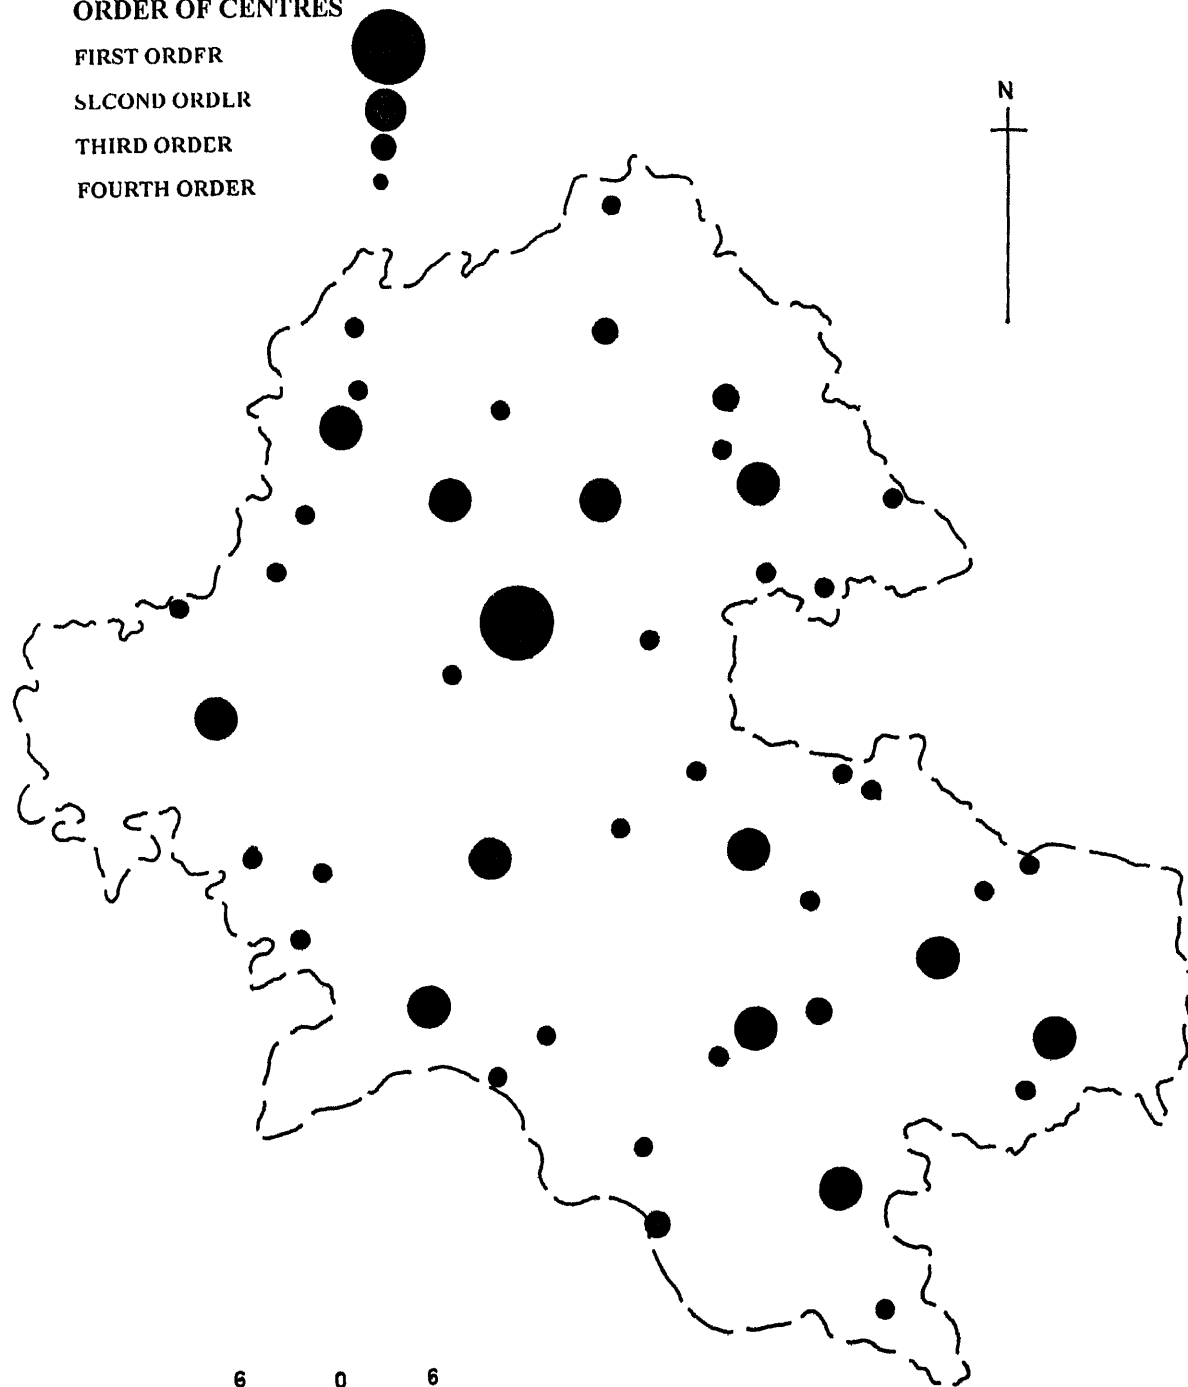 ORDER OF CENTRES
FIRST ORDFR
SLCOND ORDLR
THIRD ORDER
FOURTH ORDER
N
6 0 6